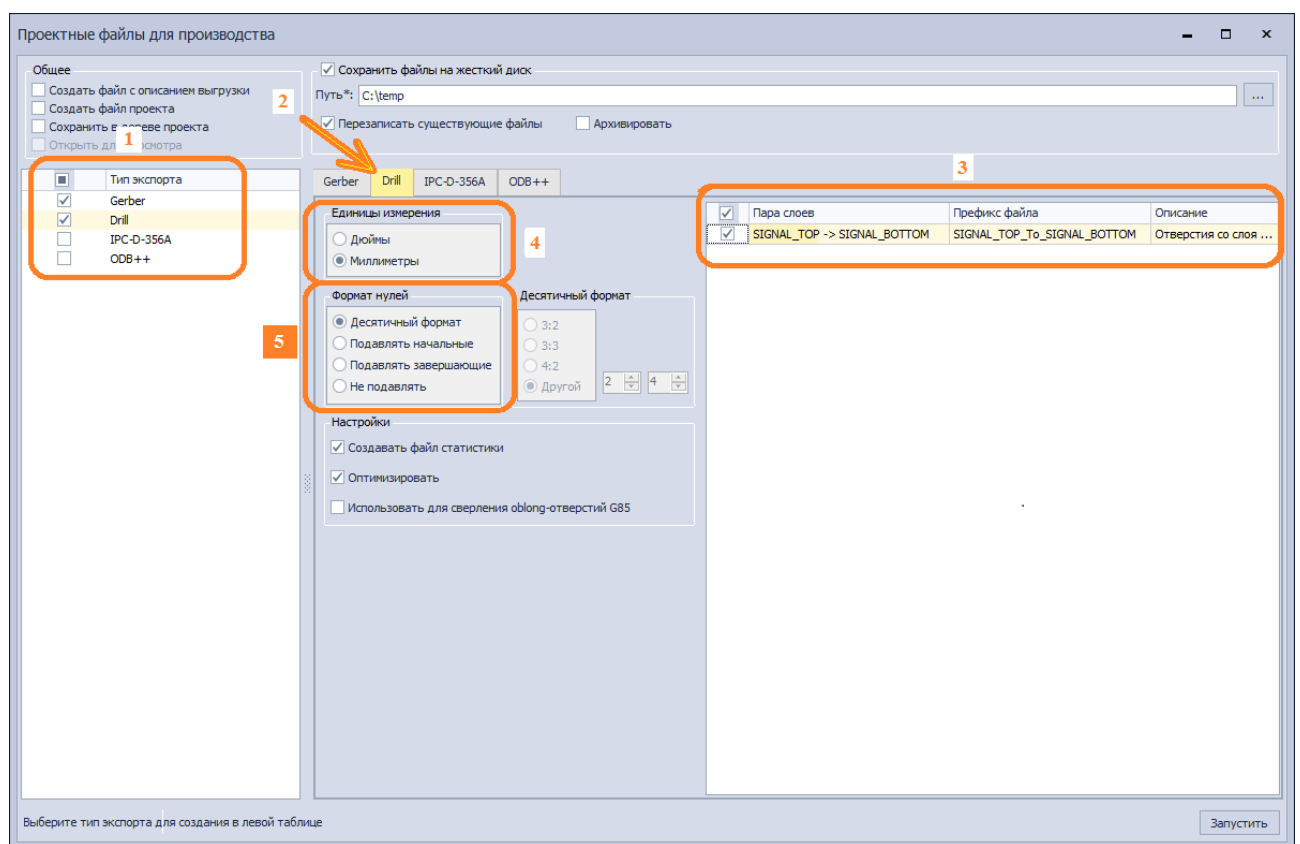 Проектные файлы для производства
Общее
Создать файл с описанием выгрузки
Создать файл проекта
Сохранить в дереве проекта
Открыть для
2
1
Сохранить файлы на жесткий диск
Путь*: C:\temp
...
Перезаписать существующие файлы Архивировать
Тип экспорта
Gerber
Drill
IPC-D-356A
ODB++
Gerber Drill IPC-D-356A ODB++
3
Единицы измерения
Дюймы
Миллиметры
4
Формат нулей
Десятичный формат
Подавлять начальные
Подавлять завершающие
Не подавлять
5
Десятичный формат
3:2
3:3
4:2
Другой 2 4
Настройки
Создавать файл статистики
Оптимизировать
Использовать для сверления oblong-отверстий G85
Пара слоев Префикс файла Описание
SIGNAL_TOP -> SIGNAL_BOTTOM SIGNAL_TOP_To_SIGNAL_BOTTOM Отверстия со слоя ...
Выберите тип экспорта для создания в левой таблице
Запустить